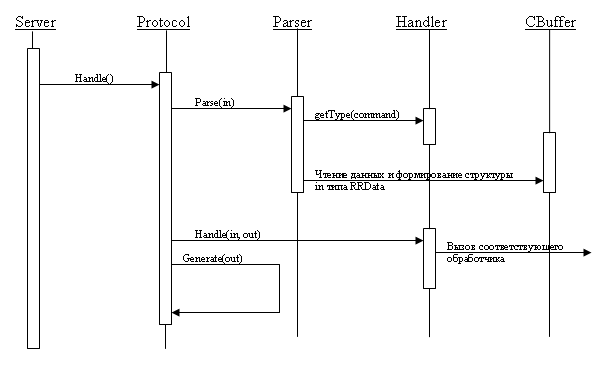 Server Protocol Parser Handler CBuffer
Handle()
Parse(in)
getType(command)
Чтение данных и формирование структуры
in типа RRData
Handle(in, out)
Вызов соответствующего
обработчика
Generate(out)